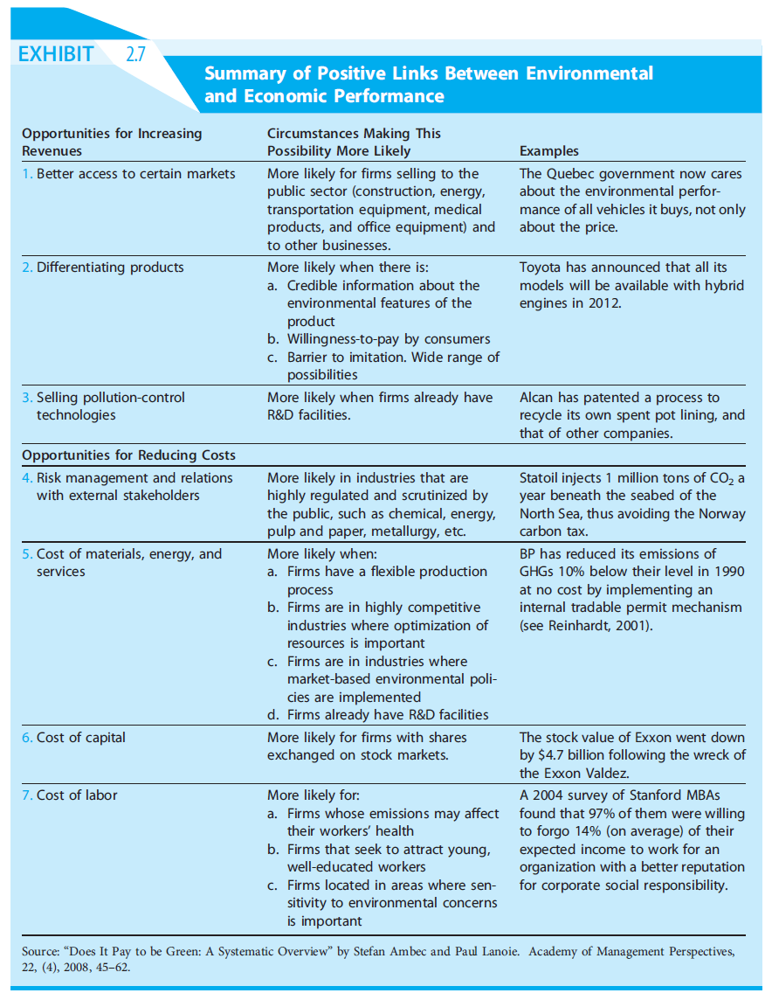 EXHIBIT 2.7
Summary of Positive Links Between Environmental
and Economic Performance
Opportunities for Increasing
Revenues
Circumstances Making This
Possibility More Likely
Examples
1. Better access to certain markets
More likely for firms selling to the
public sector (construction, energy,
transportation equipment, medical
products, and office equipment) and
to other businesses.
The Quebec government now cares
about the environmental perfor-
mance of all vehicles it buys, not only
about the price.
2. Differentiating products
More likely when there is:
a. Credible information about the
environmental features of the
product
b. Willingness-to-pay by consumers
c. Barrier to imitation. Wide range of
possibilities
Toyota has announced that all its
models will be available with hybrid
engines in 2012.
3. Selling pollution-control
technologies
More likely when firms already have
R&D facilities.
Alcan has patented a process to
recycle its own spent pot lining, and
that of other companies.
Opportunities for Reducing Costs
4. Risk management and relations
with external stakeholders
More likely in industries that are
highly regulated and scrutinized by
the public, such as chemical, energy,
pulp and paper, metallurgy, etc.
Statoil injects 1 million tons of CO₂ a
year beneath the seabed of the
North Sea, thus avoiding the Norway
carbon tax.
5. Cost of materials, energy, and
services
More likely when:
a. Firms have a flexible production
process
b. Firms are in highly competitive
industries where optimization of
resources is important
c. Firms are in industries where
market-based environmental poli-
cies are implemented
d. Firms already have R&D facilities
BP has reduced its emissions of
GHGs 10% below their level in 1990
at no cost by implementing an
internal tradable permit mechanism
(see Reinhardt, 2001).
6. Cost of capital
More likely for firms with shares
exchanged on stock markets.
The stock value of Exxon went down
by $4.7 billion following the wreck of
the Exxon Valdez.
7. Cost of labor
More likely for:
a. Firms whose emissions may affect
their workers' health
b. Firms that seek to attract young,
well-educated workers
c. Firms located in areas where sen-
sitivity to environmental concerns
is important
A 2004 survey of Stanford MBAs
found that 97% of them were willing
to forgo 14% (on average) of their
expected income to work for an
organization with a better reputation
for corporate social responsibility.
Source: "Does It Pay to be Green: A Systematic Overview" by Stefan Ambec and Paul Lanoie. Academy of Management Perspectives,
22, (4), 2008, 45–62.